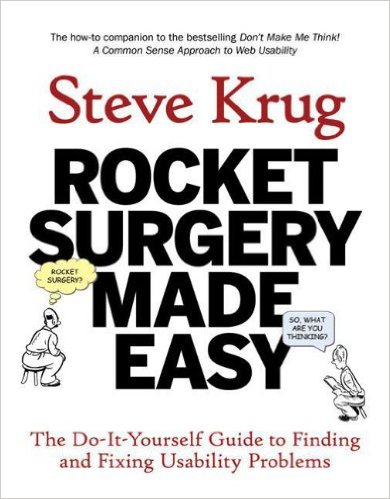 The how-to companion to the bestselling Don't Make Me Think!
A Common Sense Approach to Web Usability
Steve Krug
ROCKET
SURGERY
MADE
EASY
ROCKET
SURGERY?
SO, WHAT
ARE YOU
THINKING?
The Do-It-Yourself Guide to Finding
and Fixing Usability Problems